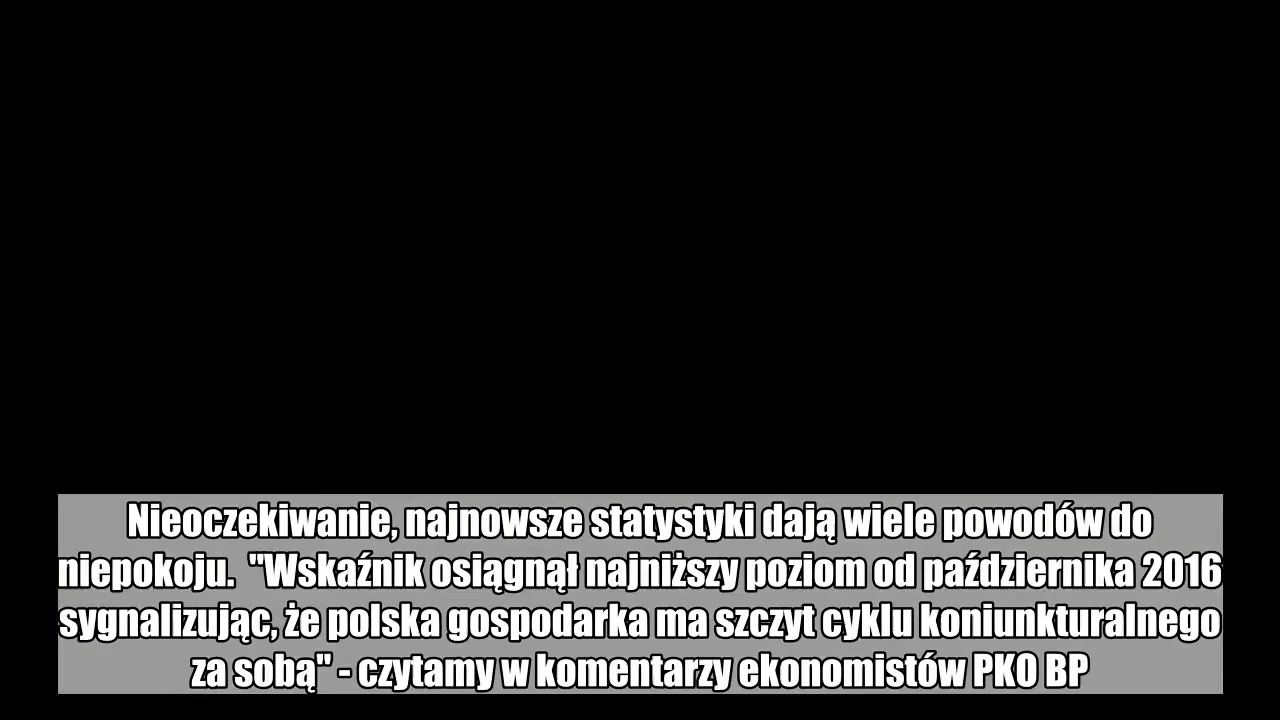 Nieoczekiwanie, najnowsze statystyki dają wiele powodów do
niepokoju.  "Wskaźnik osiągnął najniższy poziom od października 2016
sygnalizując, że polska gospodarka ma szczyt cyklu koniunkturalnego
za sobą" - czytamy w komentarzy ekonomistów PKO BP